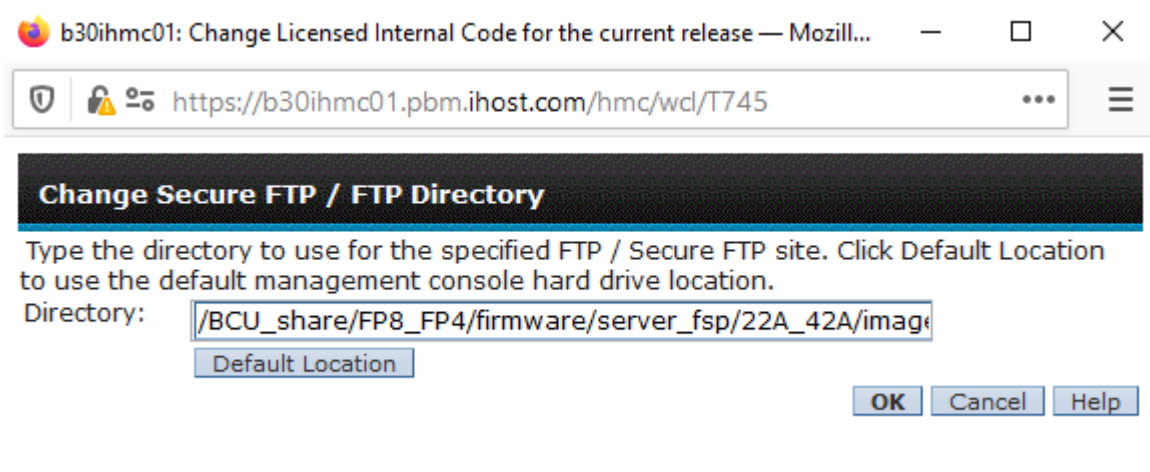 b30ihmc01: Change Licensed Internal Code for the current release — Mozill...
https://b30ihmc01.pbm.ihost.com/hmc/wcl/T745
Change Secure FTP / FTP Directory
Type the directory to use for the specified FTP / Secure FTP site. Click Default Location
to use the default management console hard drive location.
Directory: /BCU_share/FP8_FP4/firmware/server_fsp/22A_42A/image
Default Location
OK Cancel Help